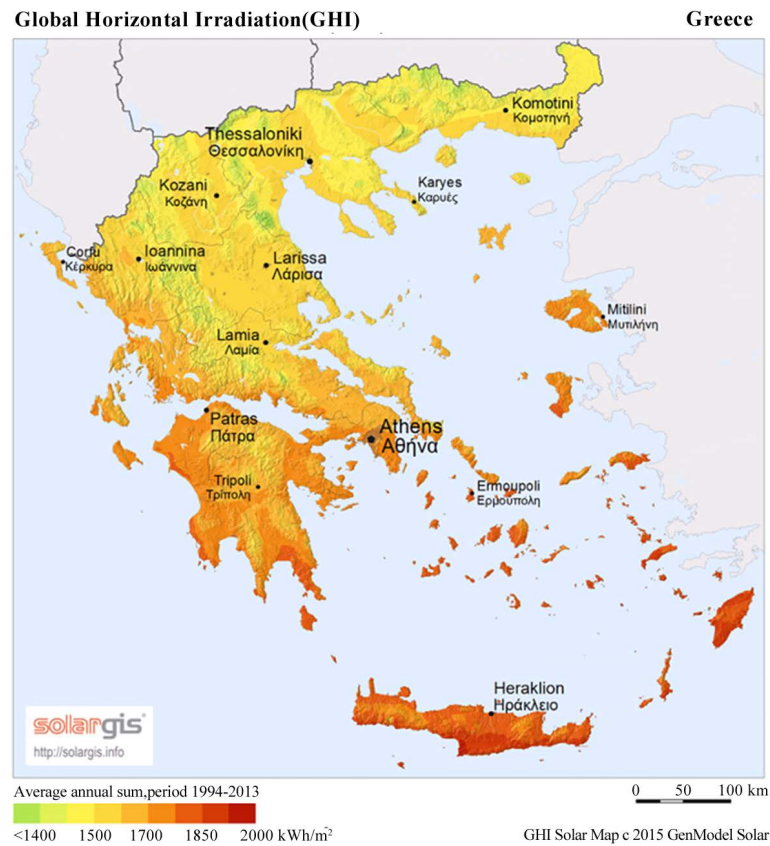 Global Horizontal Irradiation(GHI) Greece
Komotini
Κομοτηνή
Thessaloniki
Θεσσαλονίκη
Karyes
Καρυές
Kozani
Κοζάνη
Corfu
Κέρκυρα
Ioannina
Ιωάννινα
Larissa
Λάρισα
Mitilini
Μυτιλήνη
Lamia
Λαμία
Patras
Πάτρα
Athens
Αθήνα
Tripoli
Τρίπολη
Ermoupoli
Ερμούπολη
Heraklion
Ηράκλειο
solargis
http://solargis.info
Average annual sum,period 1994-2013
0 50 100 km
<1400 1500 1700 1850 2000 kWh/m²
GHI Solar Map c 2015 GenModel Solar